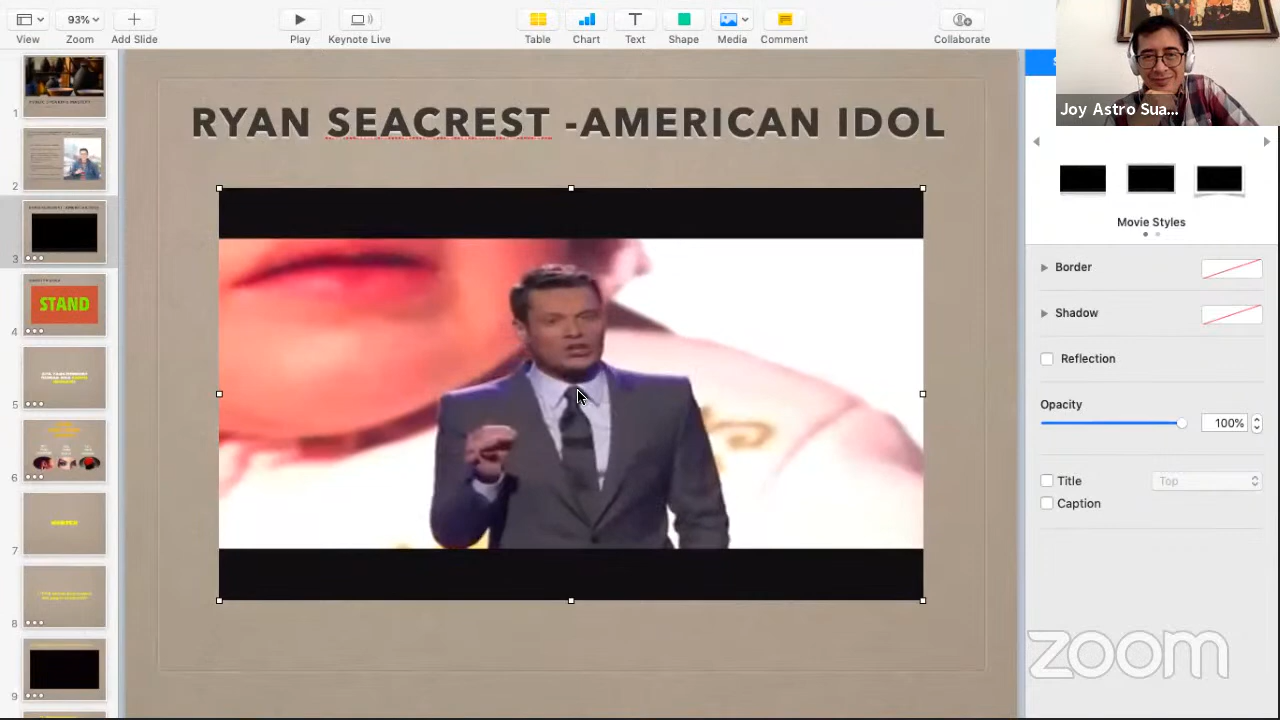 93%
View
Zoom
Add Slide
Play
Keynote Live
Table
Chart
Text
Shape
Media
Comment
Collaborate
Joy Astro Sua...
RYAN SEACREST -AMERICAN IDOL
1
2
3
4
STAND
5
6
7
8
9
Movie Styles
Border
Shadow
Reflection
Opacity
100%
Title
Top
Caption
zoom